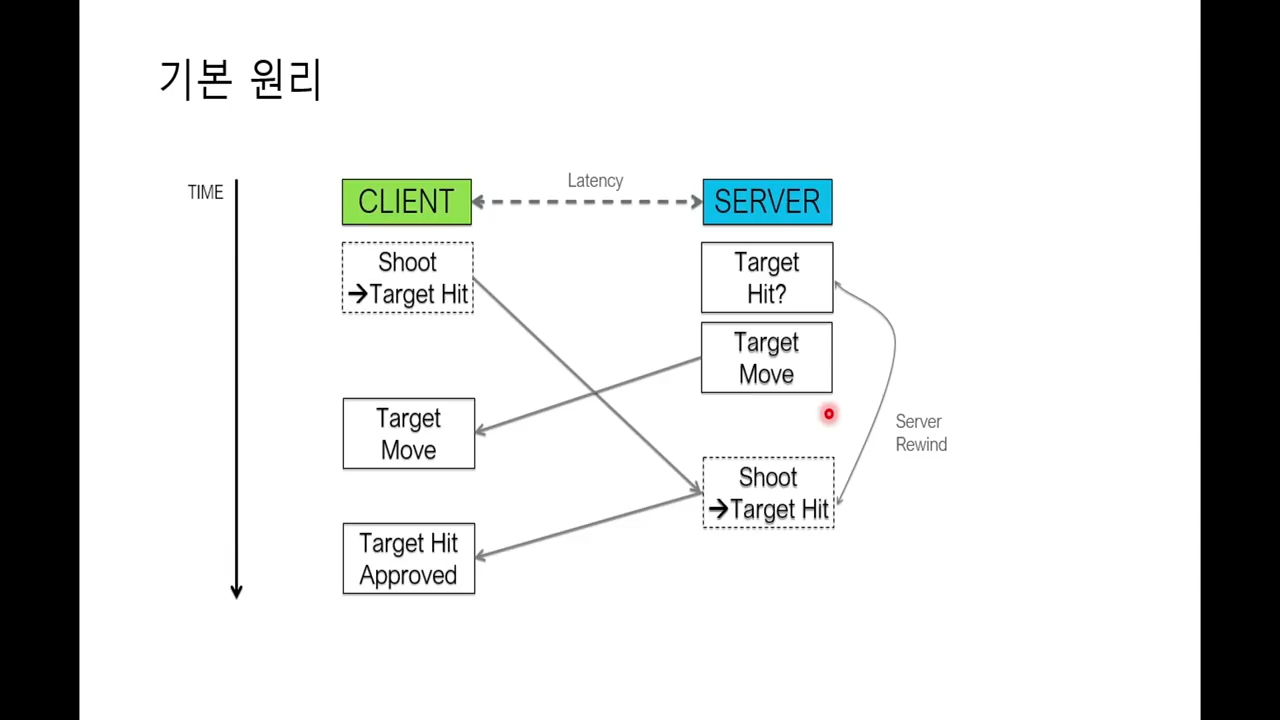 기본 원리
TIME
CLIENT
Latency
SERVER
Shoot
→Target Hit
Target
Hit?
Target
Move
Target
Move
Server
Rewind
Shoot
→Target Hit
Target Hit
Approved